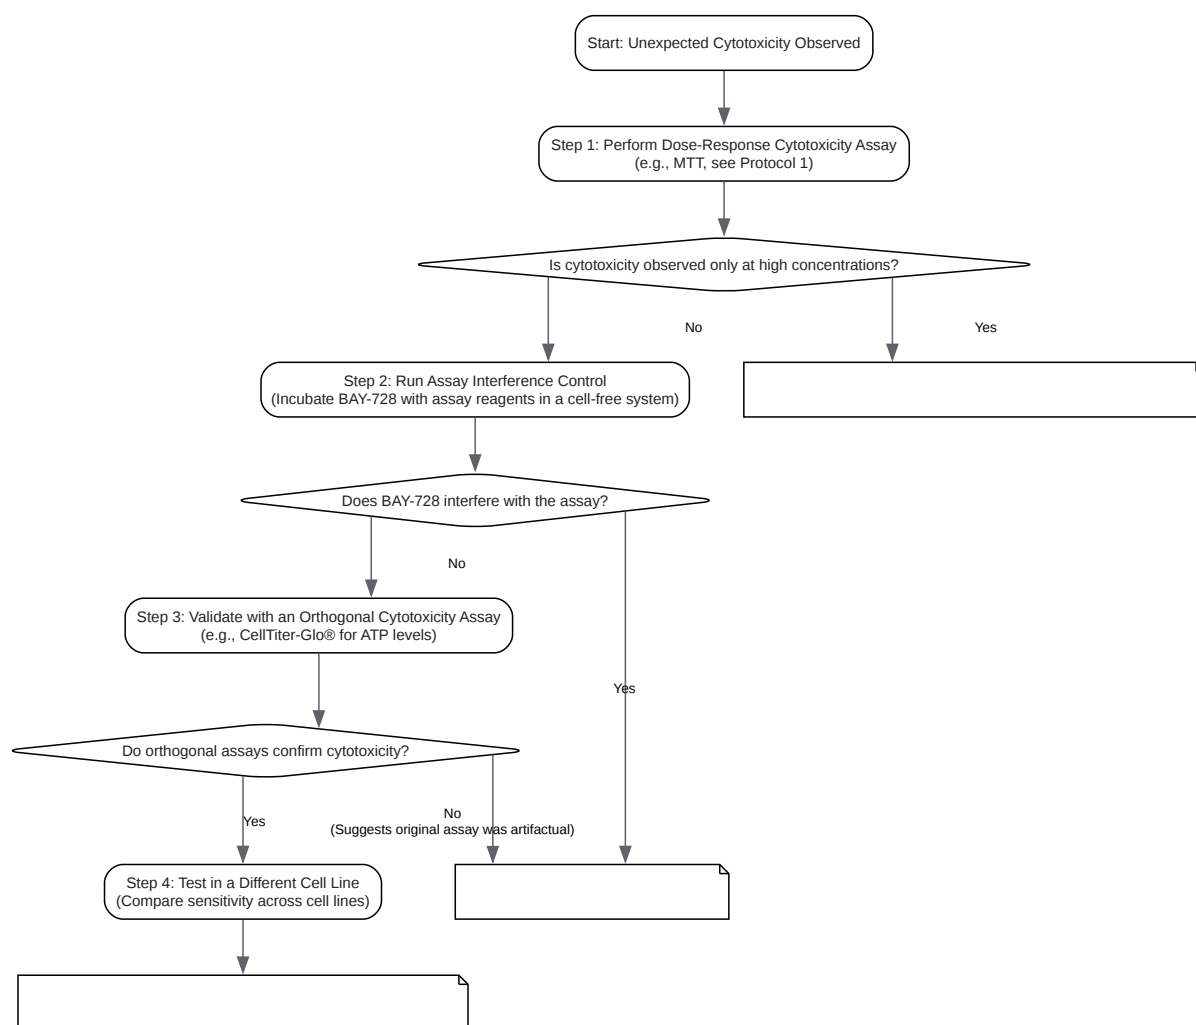 Start: Unexpected Cytotoxicity Observed
Step 1: Perform Dose-Response Cytotoxicity Assay
(e.g., MTT, see Protocol 1)
Is cytotoxicity observed only at high concentrations?
No
Yes
Step 2: Run Assay Interference Control
(Incubate BAY-728 with assay reagents in a cell-free system)
Does BAY-728 interfere with the assay?
No
Step 3: Validate with an Orthogonal Cytotoxicity Assay
(e.g., CellTiter-Glo® for ATP levels)
Yes
Do orthogonal assays confirm cytotoxicity?
Yes
No
(Suggests original assay was artifactual)
Step 4: Test in a Different Cell Line
(Compare sensitivity across cell lines)